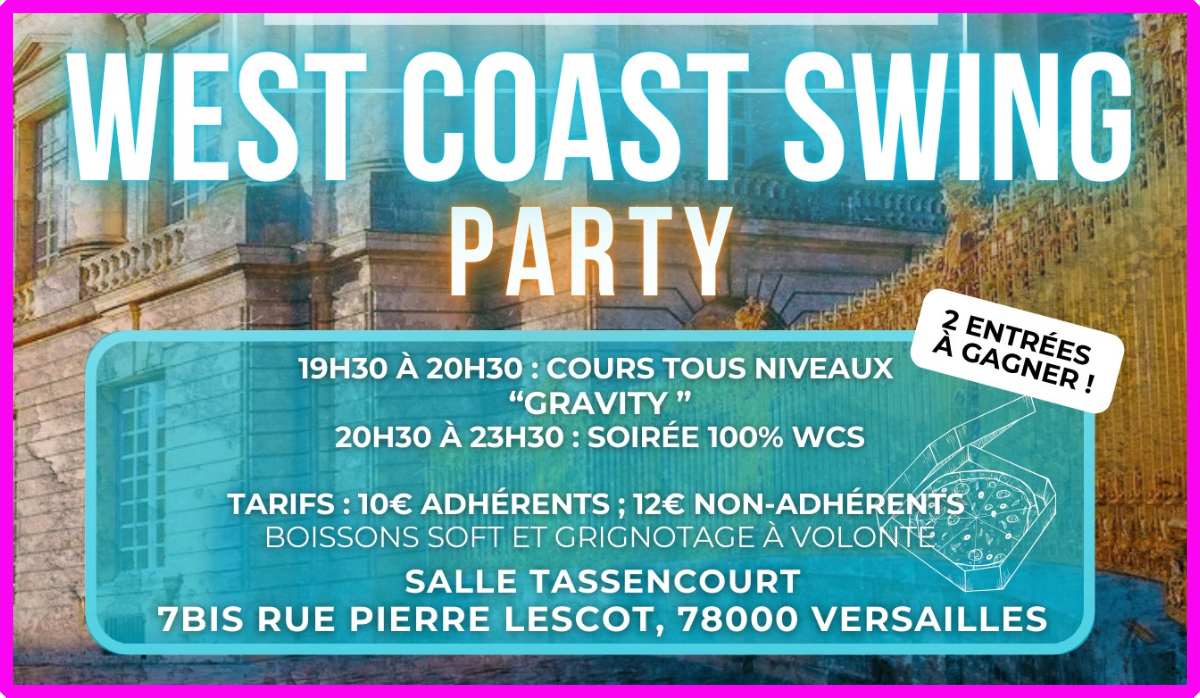 WEST COAST SWING
PARTY
2 ENTRÉES
À GAGNER !
19H30 À 20H30 : COURS TOUS NIVEAUX
“GRAVITY ”
20H30 À 23H30 : SOIRÉE 100% WCS
TARIFS : 10€ ADHÉRENTS ; 12€ NON-ADHÉRENTS
BOISSONS SOFT ET GRIGNOTAGE À VOLONTÉ
SALLE TASSENCOURT
7BIS RUE PIERRE LESCOT, 78000 VERSAILLES